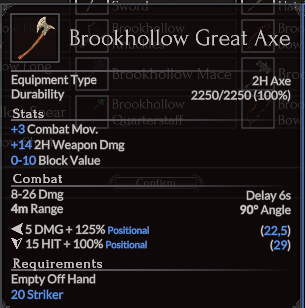 Sword
Ha
Brookhollow Great Axe
Equipment Type 2H Axe
Durability 2250/2250 (100%)
Brookhollow Mace
Stats
Brookhollow
+3 Combat Mov.
Quarterstaff
+14 2H Weapon Dmg
0-10 Block Value
Combat
Confirm
8-26 Dmg Delay 6s
4m Range 90° Angle
5 DMG + 125% Positional (22,5)
15 HIT + 100% Positional (29)
Requirements
Empty Off Hand
20 Striker